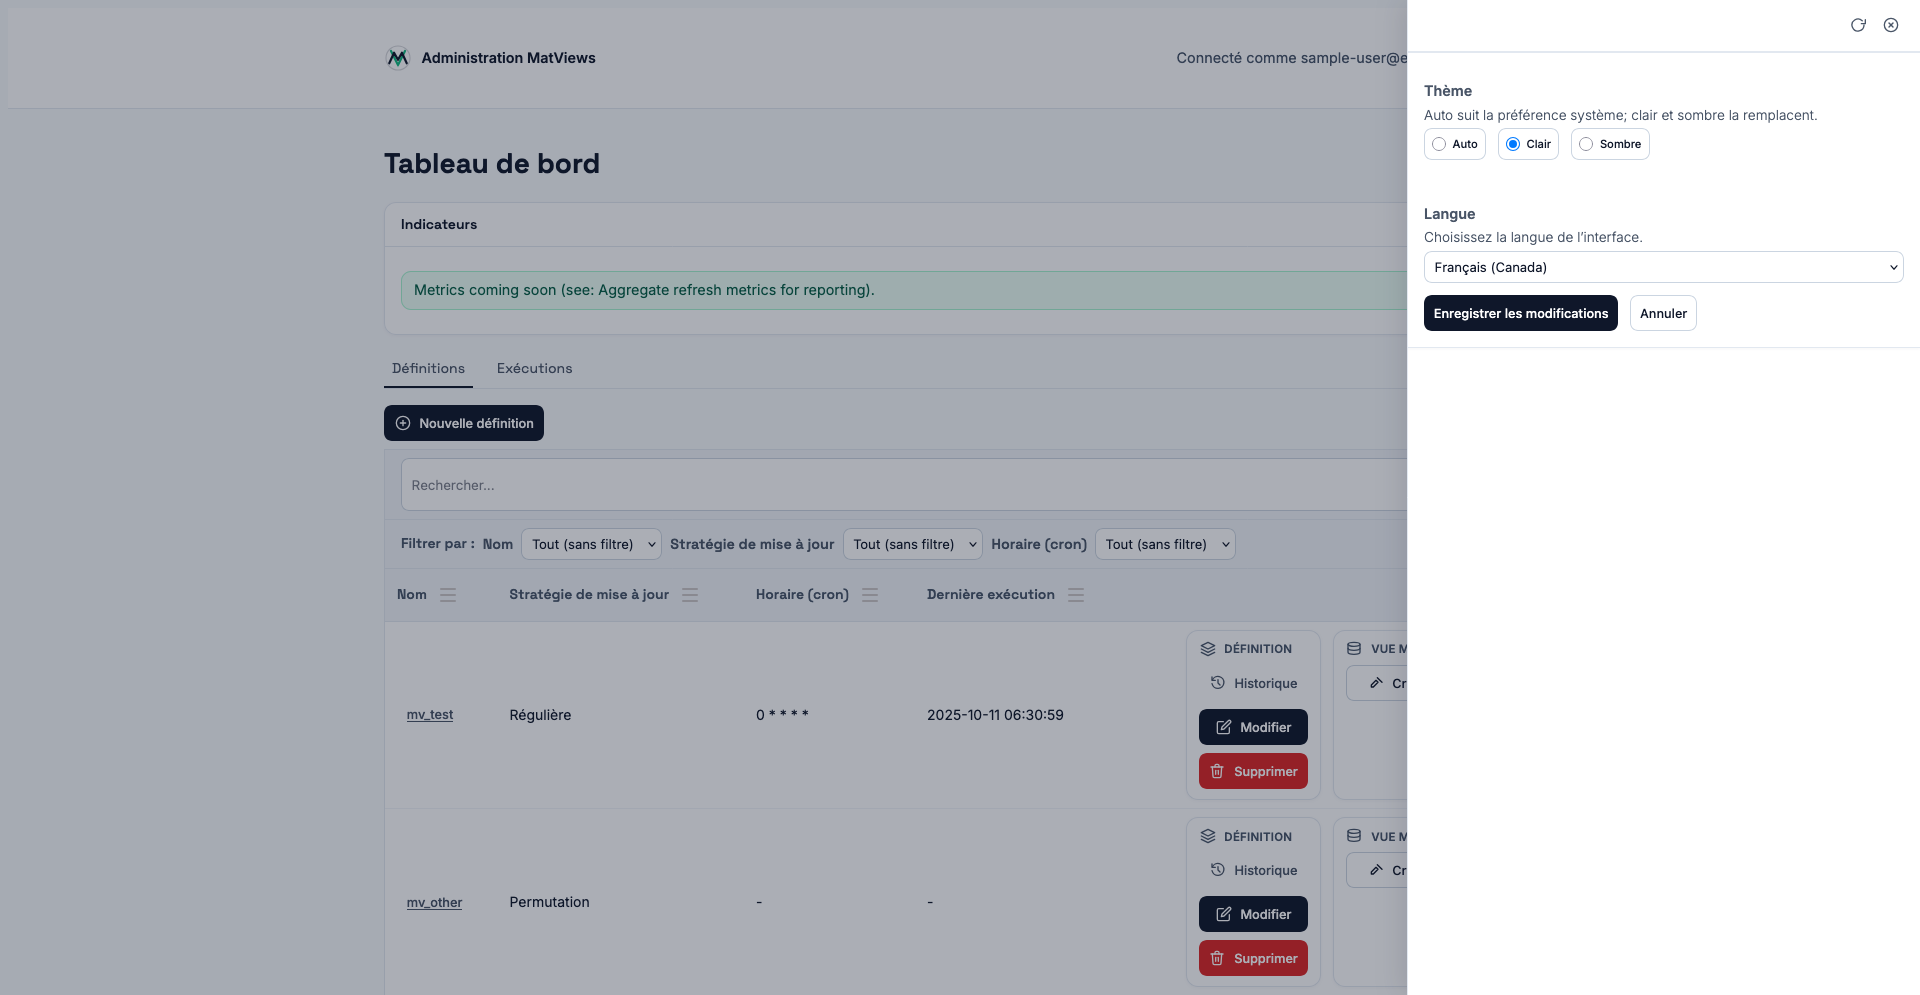 Administration MatViews
Connecté comme sample-user@e
Tableau de bord
Indicateurs
Metrics coming soon (see: Aggregate refresh metrics for reporting).
Définitions Exécutions
Nouvelle définition
Rechercher...
Filtrer par : Nom Tout (sans filtre) Stratégie de mise à jour Tout (sans filtre) Horaire (cron) Tout (sans filtre)
Nom Stratégie de mise à jour Horaire (cron) Dernière exécution
DÉFINITION VUE M
Historique Cr
mv_test Régulière 0 * * * * 2025-10-11 06:30:59
Modifier
Supprimer
DÉFINITION VUE M
Historique Cr
mv_other Permutation - -
Modifier
Supprimer
Thème
Auto suit la préférence système; clair et sombre la remplacent.
Auto Clair Sombre
Langue
Choisissez la langue de l’interface.
Français (Canada)
Enregistrer les modifications Annuler